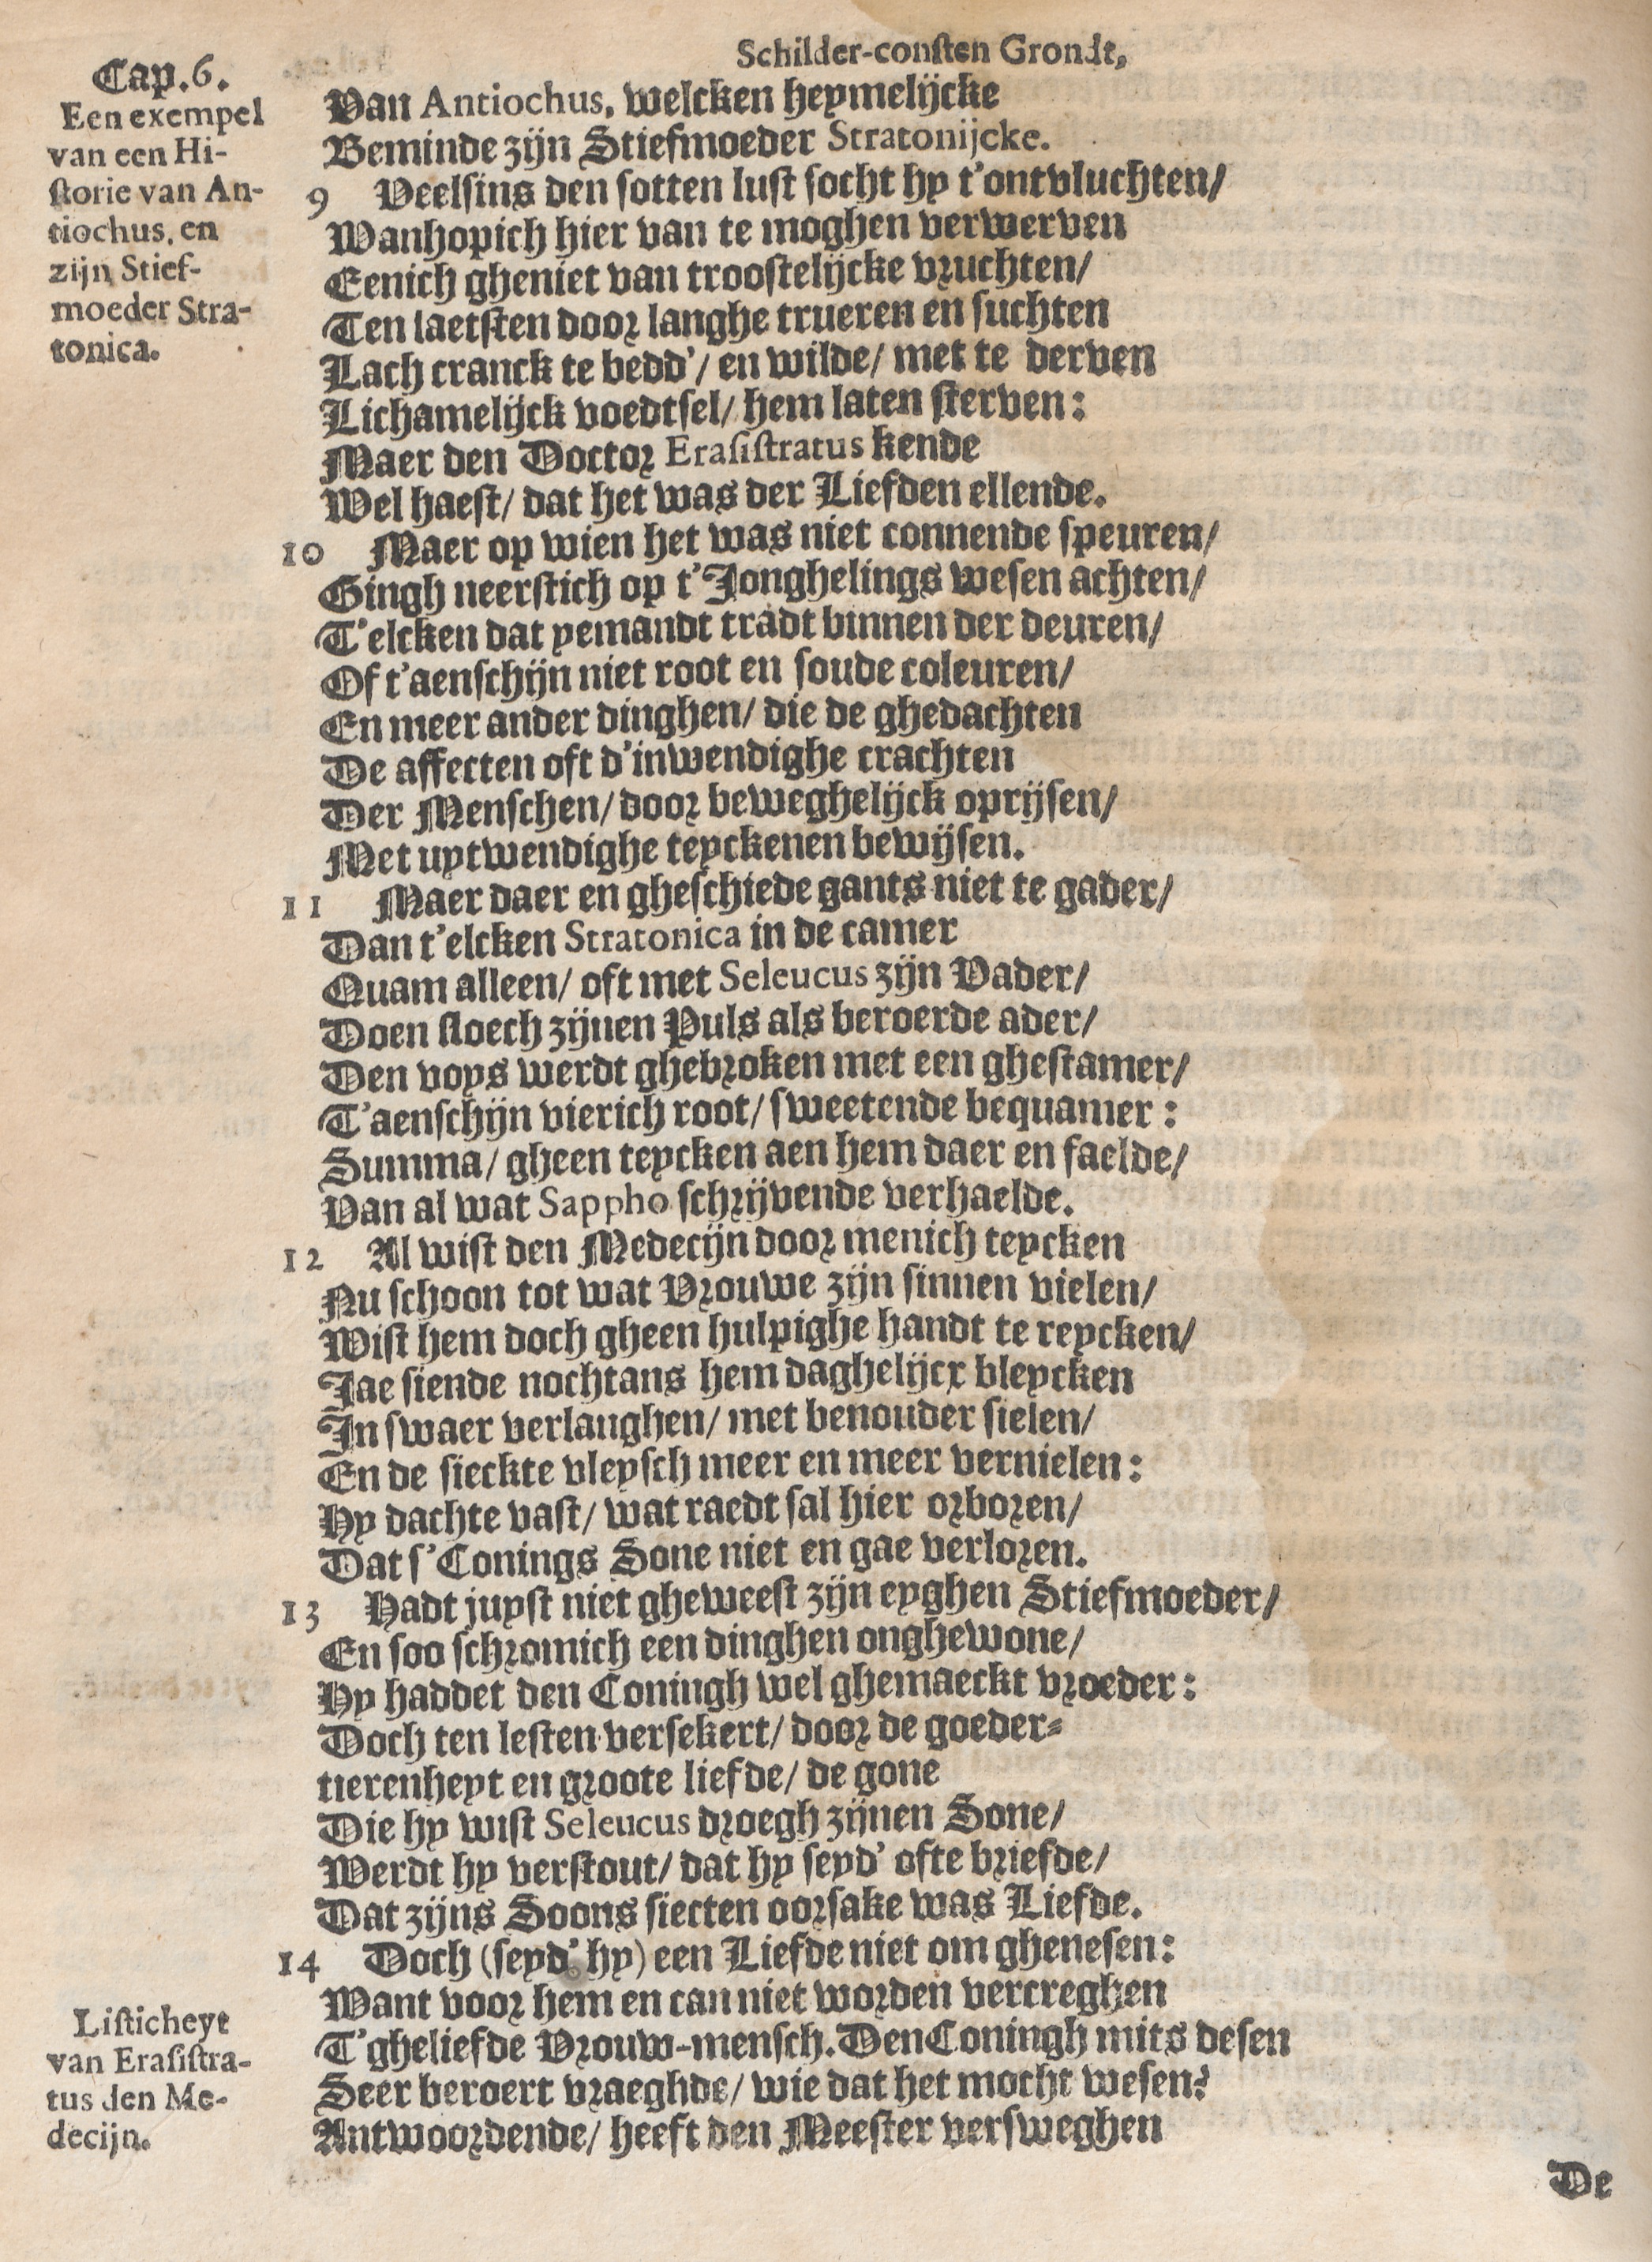 Schilder-consten Grondt,
Cap. 6.
Een exempel
van een Hi-
storie van An-
tiochus, en
zijn Stief-
moeder Stra-
tonica.
Van Antiochus, welcken heymelijcke
Beminde zijn Stiefmoeder Stratonijcke.
9 Veelsins den sotten lust socht hy t'ontvluchten/
Wanhopich hier van te moghen verwerven
Eenich gheniet van troostelijcke vruchten/
Ten laetsten door langhe trueren en suchten
Lach cranck te bedd'/ en wilde/ met te derven
Lichamelijck voedtsel/ hem laten sterven:
Maer den Doctor Erasistratus kende
Wel haest/ dat het was der Liefden ellende.
10 Maer op wien het was niet connende speuren/
Gingh neerstich op t'Jonghelings wesen achten/
T'elcken dat yemandt tradt binnen der deuren/
Of t'aenschijn niet root en soude coleuren/
En meer ander dinghen/ die de ghedachten
De affecten oft d'inwendighe crachten
Der Menschen/ door beweghelijck oprijsen/
Met uytwendighe teyckenen bewijsen.
11 Maer daer en gheschiede gants niet te gader/
Dan t'elcken Stratonica in de camer
Quam alleen/ oft met Seleucus zijn Vader/
Doen sloech zijnen Puls als beroerde ader/
Den voys werdt ghebroken met een ghestamer/
T'aenschijn vierich root/ sweetende bequamer:
Summa/ gheen teycken aen hem daer en faelde/
Van al wat Sappho schrijvende verhaelde.
12 Al wist den Medecijn door menich teycken
Nu schoon tot wat Vrouwe zijn sinnen vielen/
Wist hem doch gheen hulpighe handt te reycken/
Jae siende nochtans hem daghelijcx bleycken
In swaer verlanghen/ met benouder sielen/
En de sieckte vleysch meer en meer vernielen:
Hy dachte vast/ wat raedt sal hier orboren/
Dat s'Conings Sone niet en gae verloren.
13 Hadt juyst niet gheweest zijn eyghen Stiefmoeder/
En soo schromich een dinghen onghewone/
Hy haddet den Coningh wel ghemaeckt vroeder:
Doch ten lesten versekert/ door de goeder-
tierenheyt en groote liefde/ de gone
Die hy wist Seleucus droegh zijnen Sone/
Werdt hy verstout/ dat hy seyd' ofte briefde/
Dat zijns Soons siecten oorsake was Liefde.
14 Doch (seyd' hy) een Liefde niet om ghenesen:
Want voor hem en can niet worden vercreghen
T'gheliefde Vrouw-mensch. Den Coningh mits desen
Seer beroert vraeghde/ wie dat het mocht wesen?
Antwoordende/ heeft den Meester versweghen
Listicheyt
van Erasistra-
tus den Me-
decijn.
De